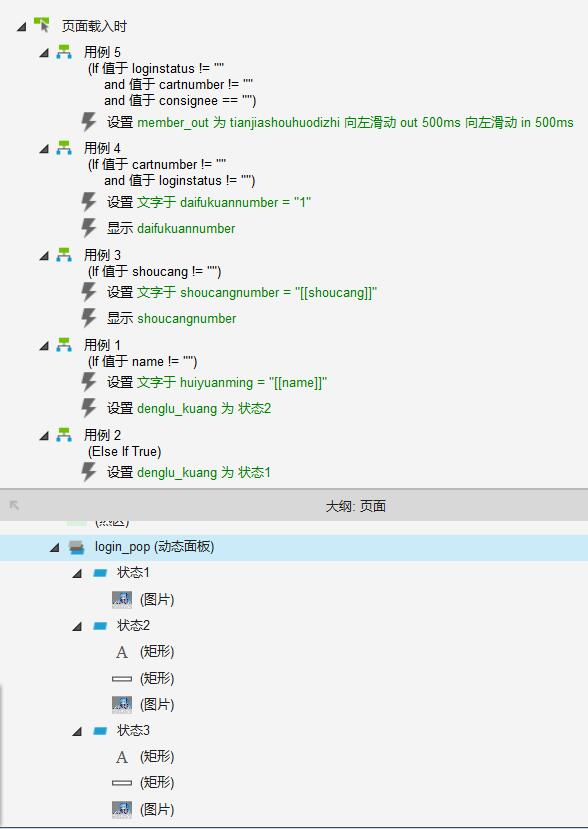 页面载入时
用例 5
(If 值于 loginstatus != ""
and 值于 cartnumber != ""
and 值于 consignee == "")
设置 member_out 为 tianjiashouhuodizhi 向左滑动 out 500ms 向左滑动 in 500ms
用例 4
(If 值于 cartnumber != ""
and 值于 loginstatus != "")
设置 文字于 daifukuannumber = "1"
显示 daifukuannumber
用例 3
(If 值于 shoucang != "")
设置 文字于 shoucangnumber = "[[shoucang]]"
显示 shoucangnumber
用例 1
(If 值于 name != "")
设置 文字于 huiyuanming = "[[name]]"
设置 denglu_kuang 为 状态2
用例 2
(Else If True)
设置 denglu_kuang 为 状态1
大纲: 页面
(热区)
login_pop (动态面板)
状态1
(图片)
状态2
A (矩形)
(矩形)
(图片)
状态3
A (矩形)
(矩形)
(图片)